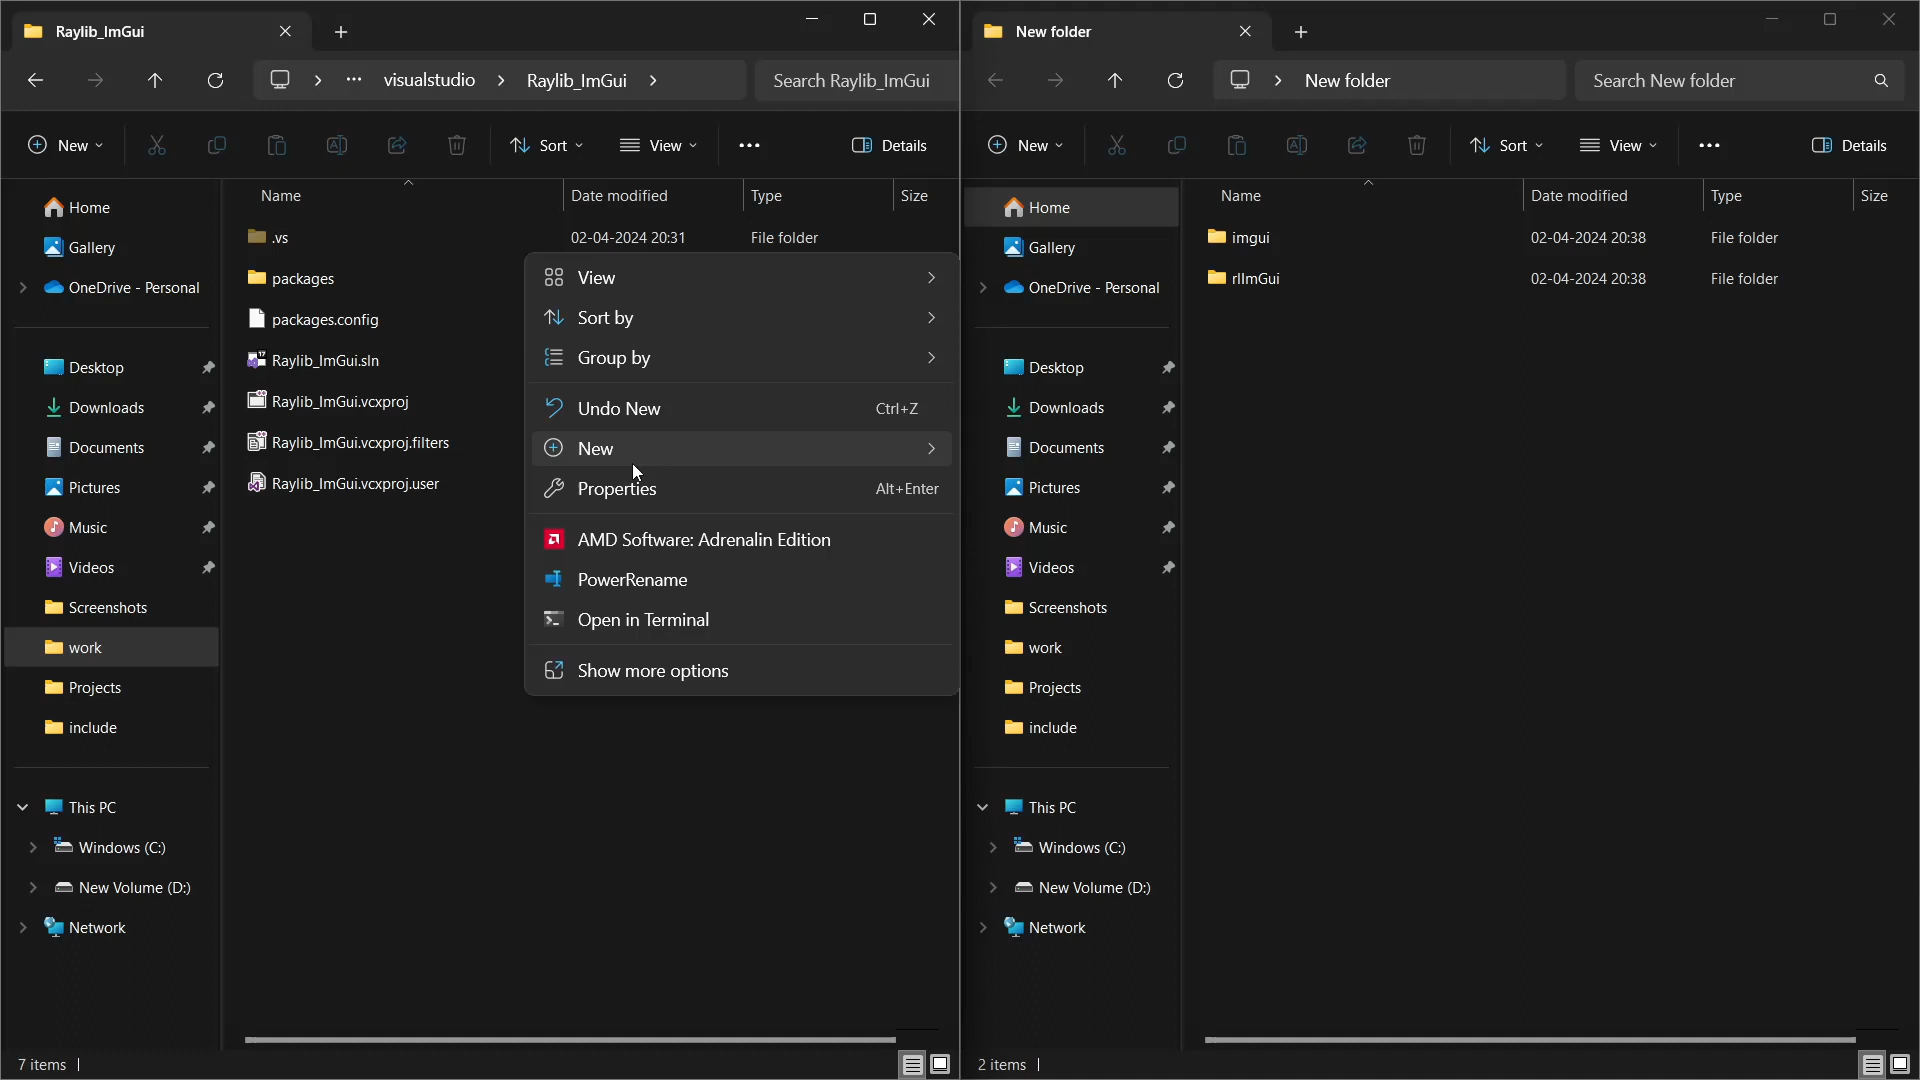 Raylib_ImGui
visualstudio
Raylib_ImGui
Search Raylib_ImGui
New
Sort
View
Details
Home
Gallery
OneDrive - Personal
Desktop
Downloads
Documents
Pictures
Music
Videos
Screenshots
work
Projects
include
This PC
Windows (C:)
New Volume (D:)
Network
Name
Date modified
Type
Size
.vs
02-04-2024 20:31
File folder
packages
packages.config
Raylib_ImGui.sln
Raylib_ImGui.vcxproj
Raylib_ImGui.vcxproj.filters
Raylib_ImGui.vcxproj.user
View
Sort by
Group by
Undo New Ctrl+Z
New
Properties Alt+Enter
AMD Software: Adrenalin Edition
PowerRename
Open in Terminal
Show more options
7 items
New folder
New folder
Search New folder
New
Sort
View
Details
Home
Gallery
OneDrive - Personal
Desktop
Downloads
Documents
Pictures
Music
Videos
Screenshots
work
Projects
include
This PC
Windows (C:)
New Volume (D:)
Network
Name
Date modified
Type
Size
imgui
02-04-2024 20:38
File folder
rlImGui
02-04-2024 20:38
File folder
2 items